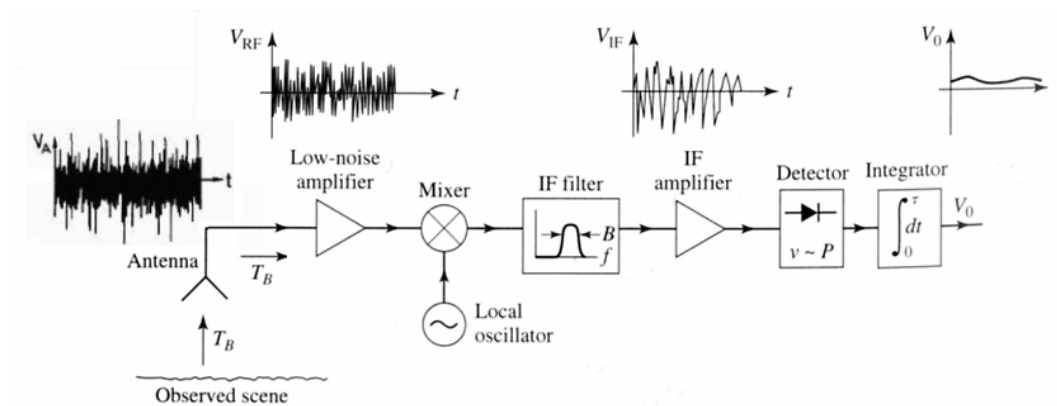 V_RF
t
V_IF
t
V_0
V_A
t
Low-noise
amplifier
Mixer
IF filter
B
f
IF
amplifier
Detector
v ~ P
Integrator
∫_0^τ dt
V_0
Antenna
T_B
Local
oscillator
T_B
Observed scene